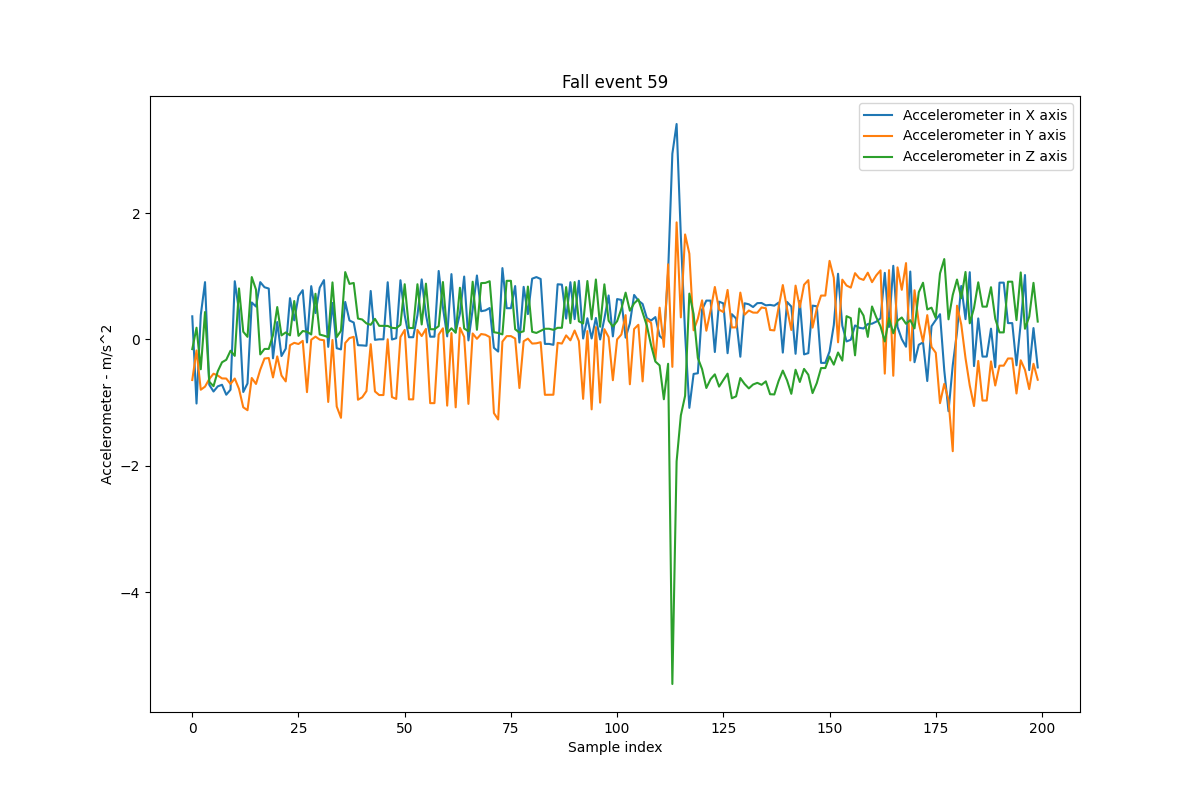 Fall event 59
Accelerometer in X axis
Accelerometer in Y axis
Accelerometer in Z axis
Accelerometer - m/s^2
2
0
−2
−4
0 25 50 75 100 125 150 175 200
Sample index